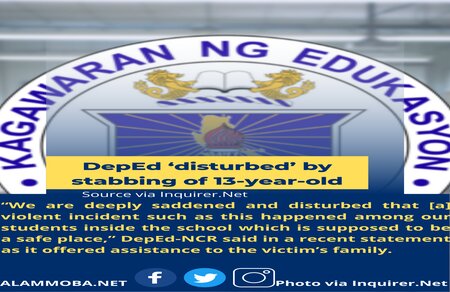 KAGAWARAN NG EDUKASYON
DepEd ‘disturbed’ by
stabbing of 13-year-old
Source via Inquirer.Net
“We are deeply saddened and disturbed that [a]
violent incident such as this happened among our
students inside the school which is supposed to be
a safe place,” DepEd-NCR said in a recent statement
as it offered assistance to the victim’s family.
ALAMMOBA.NET
Photo via Inquirer.Net